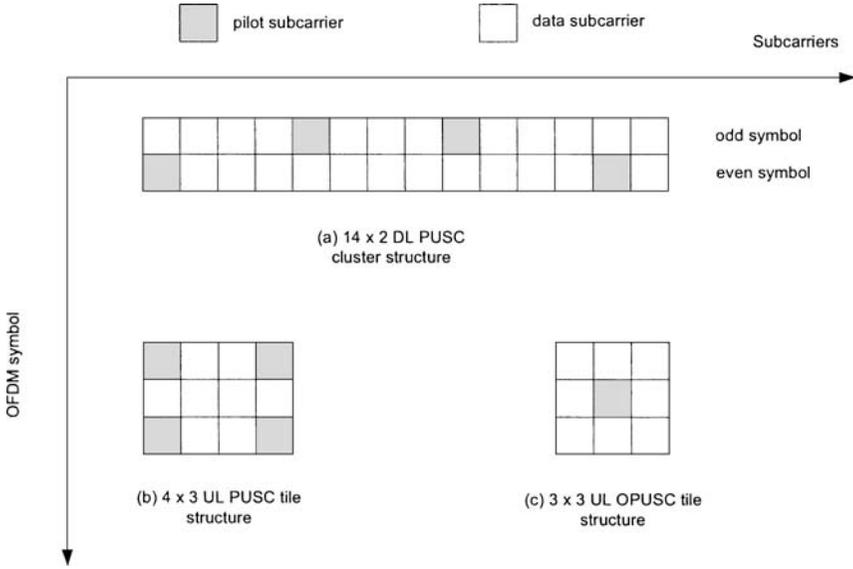 pilot subcarrier
data subcarrier
Subcarriers
odd symbol
even symbol
(a) 14 x 2 DL PUSC
cluster structure
OFDM symbol
(b) 4 x 3 UL PUSC tile
structure
(c) 3 x 3 UL OPUSC tile
structure